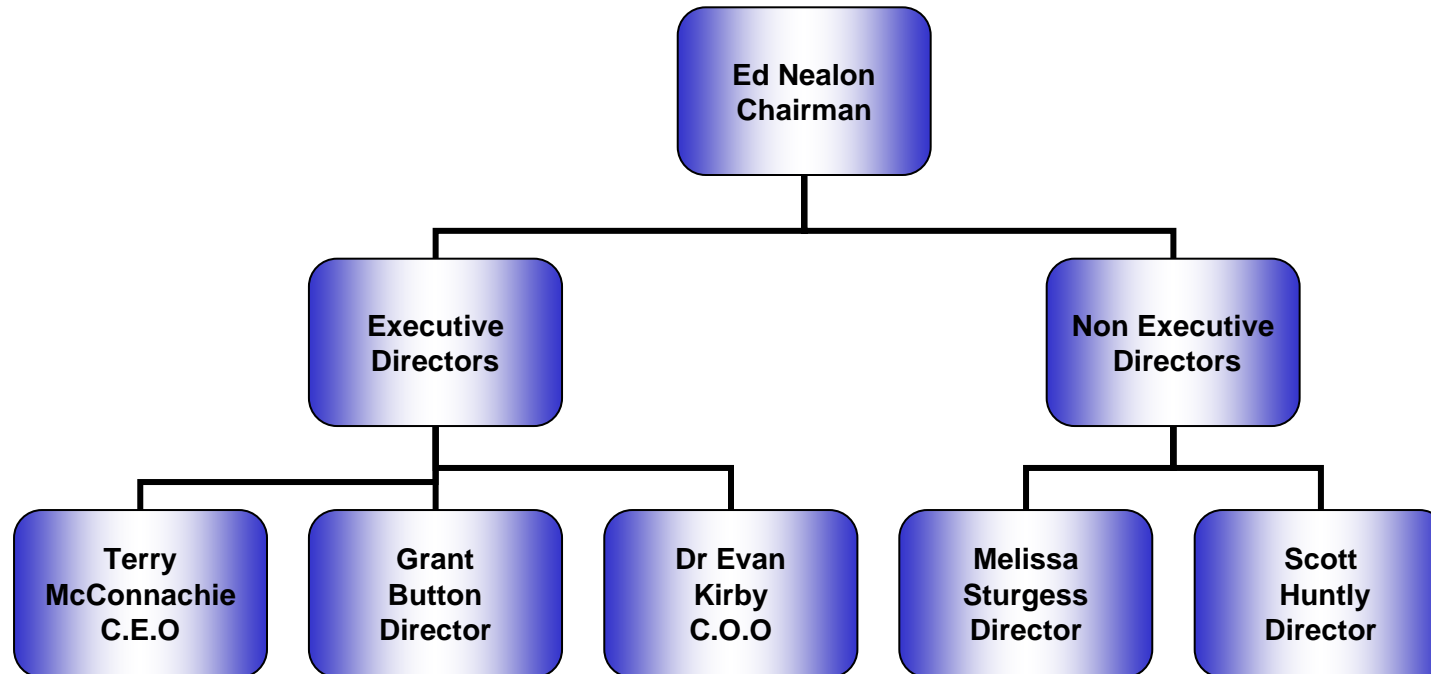 Ed Nealon
Chairman
Executive
Directors
Non Executive
Directors
Terry
McConnachie
C.E.O
Grant
Button
Director
Dr Evan
Kirby
C.O.O
Melissa
Sturgess
Director
Scott
Huntly
Director